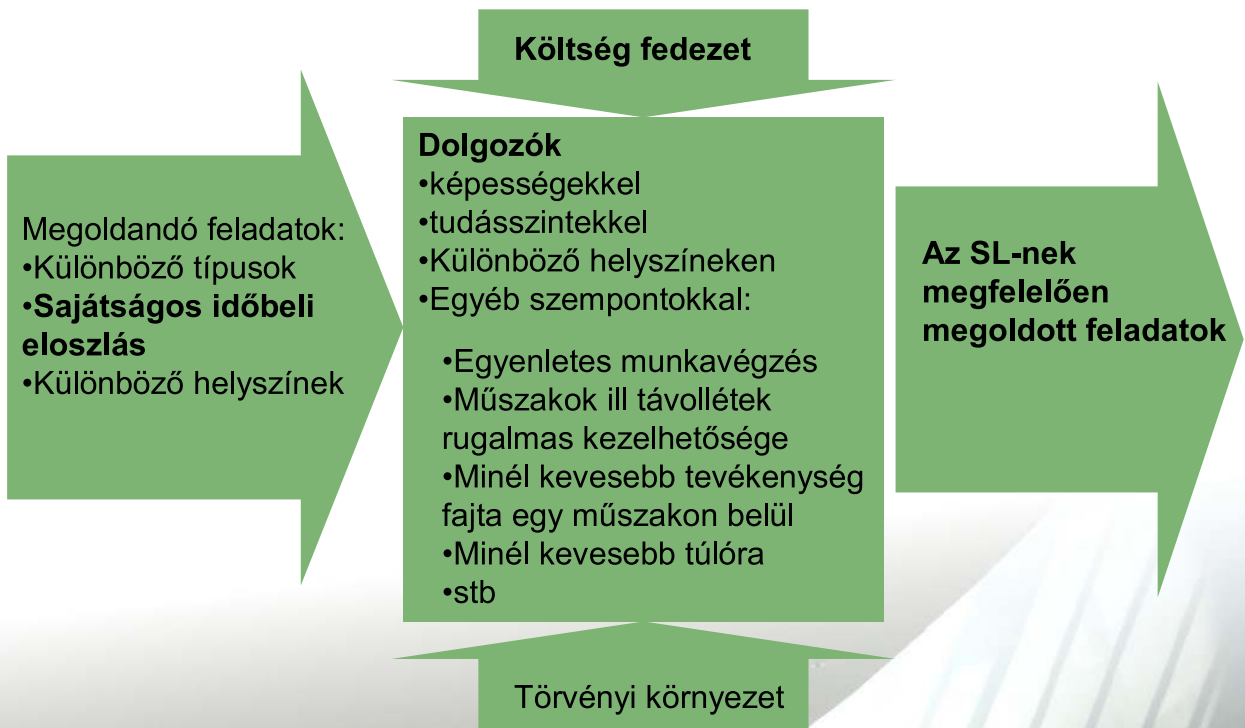 Költség fedezet
Megoldandó feladatok:
•Különböző típusok
•Sajátságos időbeli
eloszlás
•Különböző helyszínek
Dolgozók
•képességekkel
•tudásszintekkel
•Különböző helyszíneken
•Egyéb szempontokkal:
•Egyenletes munkavégzés
•Műszakok ill távollétek
rugalmas kezelhetősége
•Minél kevesebb tevékenység
fajta egy műszakon belül
•Minél kevesebb túlóra
•stb
Az SL-nek
megfelelően
megoldott feladatok
Törvényi környezet